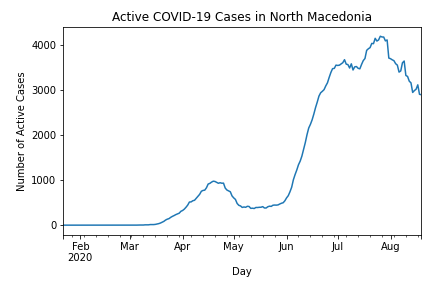 Active COVID-19 Cases in North Macedonia
Number of Active Cases
4000
3000
2000
1000
0
Feb Mar Apr May Jun Jul Aug
2020
Day